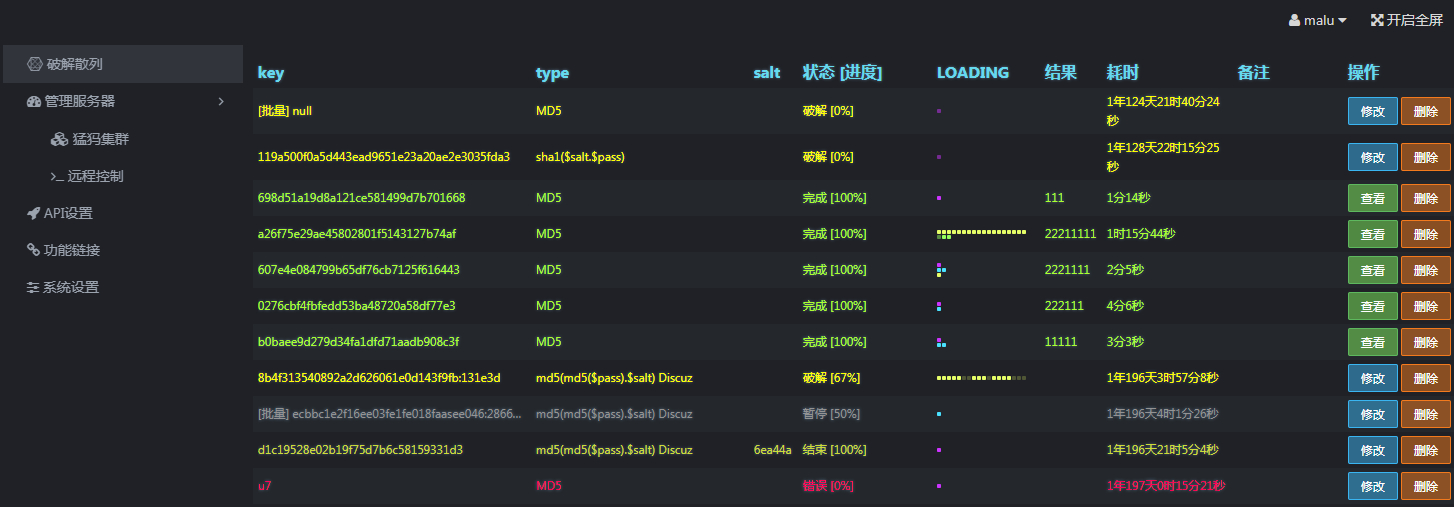 malu 开启全屏
破解散列
管理服务器
猛犸集群
远程控制
API设置
功能链接
系统设置
key type salt 状态 [进度] LOADING 结果 耗时 备注 操作
[批量] null MD5 破解 [0%] 1年124天21时40分24秒 修改 删除
119a500f0a5d443ead9651e23a20ae2e3035fda3 sha1($salt.$pass) 破解 [0%] 1年128天22时15分25秒 修改 删除
698d51a19d8a121ce581499d7b701668 MD5 完成 [100%] 111 1分14秒 查看 删除
a26f75e29ae45802801f5143127b74af MD5 完成 [100%] 22211111 1时15分44秒 查看 删除
607e4e084799b65df76cb7125f616443 MD5 完成 [100%] 2221111 2分5秒 查看 删除
0276cbf4fbfedd53ba48720a58df77e3 MD5 完成 [100%] 222111 4分6秒 查看 删除
b0baee9d279d34fa1dfd71aadb908c3f MD5 完成 [100%] 11111 3分3秒 查看 删除
8b4f313540892a2d626061e0d143f9fb:131e3d md5(md5($pass).$salt) Discuz 破解 [67%] 1年196天3时57分8秒 修改 删除
[批量] ecbbc1e2f16ee03fe1fe018faasee046:2866... md5(md5($pass).$salt) Discuz 暂停 [50%] 1年196天4时1分26秒 修改 删除
d1c19528e02b19f75d7b6c58159331d3 md5(md5($pass).$salt) Discuz 6ea44a 结束 [100%] 1年196天21时5分4秒 修改 删除
u7 MD5 错误 [0%] 1年197天0时15分21秒 修改 删除